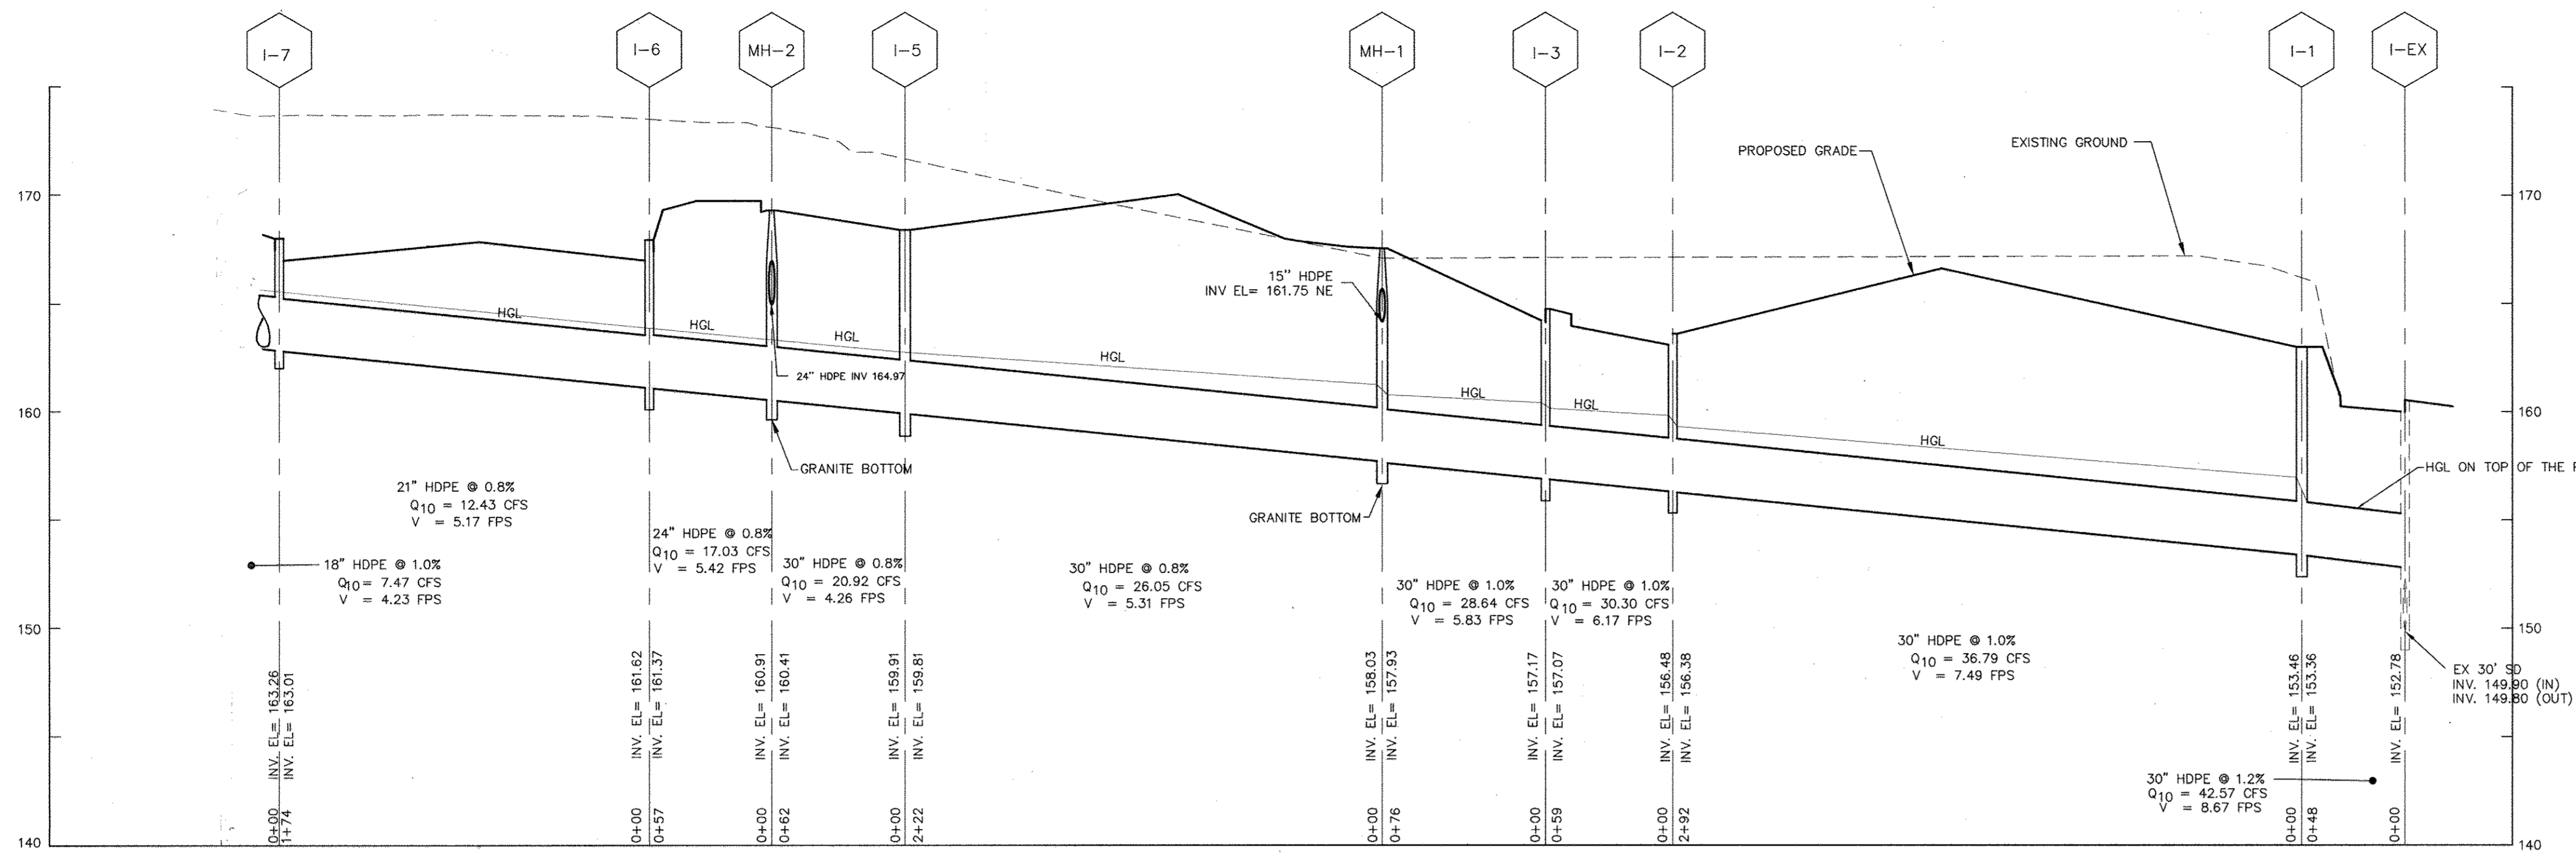 I-7
I-6
MH-2
I-5
MH-1
I-3
I-2
I-1
I-EX
170
160
150
140
170
160
150
140
PROPOSED GRADE
EXISTING GROUND
15" HDPE
INV EL= 161.75 NE
HGL
HGL
HGL
HGL
HGL
HGL
HGL
24" HDPE INV 164.97
GRANITE BOTTOM
GRANITE BOTTOM
HGL ON TOP OF THE
21" HDPE @ 0.8%
Q10 = 12.43 CFS
V = 5.17 FPS
18" HDPE @ 1.0%
Q10 = 7.47 CFS
V = 4.23 FPS
24" HDPE @ 0.8%
Q10 = 17.03 CFS
V = 5.42 FPS
30" HDPE @ 0.8%
Q10 = 20.92 CFS
V = 4.26 FPS
30" HDPE @ 0.8%
Q10 = 26.05 CFS
V = 5.31 FPS
30" HDPE @ 1.0%
Q10 = 28.64 CFS
V = 5.83 FPS
30" HDPE @ 1.0%
Q10 = 30.30 CFS
V = 6.17 FPS
30" HDPE @ 1.0%
Q10 = 36.79 CFS
V = 7.49 FPS
30" HDPE @ 1.2%
Q10 = 42.57 CFS
V = 8.67 FPS
EX 30' SD
INV. 149.90 (IN)
INV. 149.80 (OUT)
INV. EL= 163.26
INV. EL= 163.01
INV. EL= 161.62
INV. EL= 161.37
INV. EL= 160.91
INV. EL= 160.41
INV. EL= 159.91
INV. EL= 159.81
INV. EL= 158.03
INV. EL= 157.93
INV. EL= 157.17
INV. EL= 157.07
INV. EL= 156.48
INV. EL= 156.38
INV. EL= 153.46
INV. EL= 153.36
INV. EL= 152.78
0+00
1+74
0+00
0+57
0+00
0+62
0+00
2+22
0+00
0+76
0+00
0+59
0+00
2+92
0+00
0+48
0+00